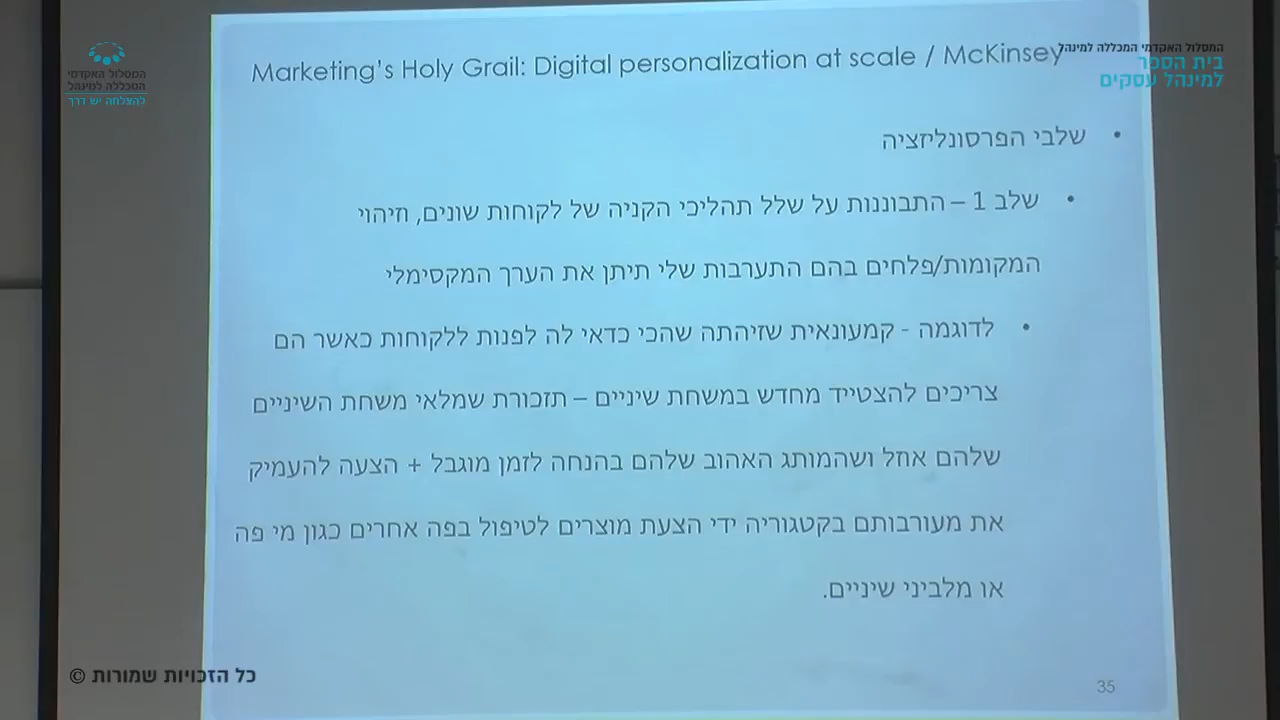 המסלול האקדמי
המכללה למינהל
להצלחה יש דרך
המסלול האקדמי המכללה למינהל
בית הספר
למינהל עסקים
Marketing's Holy Grail: Digital personalization at scale / McKinsey
• שלבי הפרסונליזציה
• שלב 1 – התבוננות על שלל תהליכי הקניה של לקוחות שונים, וזיהוי
המקומות/פלחים בהם התערבות שלי תיתן את הערך המקסימלי
• לדוגמה - קמעונאית שזיהתה שהכי כדאי לה לפנות ללקוחות כאשר הם
צריכים להצטייד מחדש במשחת שיניים – תזכורת שמלאי משחת השיניים
שלהם אוזל ושהמותג האהוב שלהם בהנחה לזמן מוגבל + הצעה להעמיק
את מעורבותם בקטגוריה ידי הצעת מוצרים לטיפול בפה אחרים כגון מי פה
או מלביני שיניים.
35
כל הזכויות שמורות ©